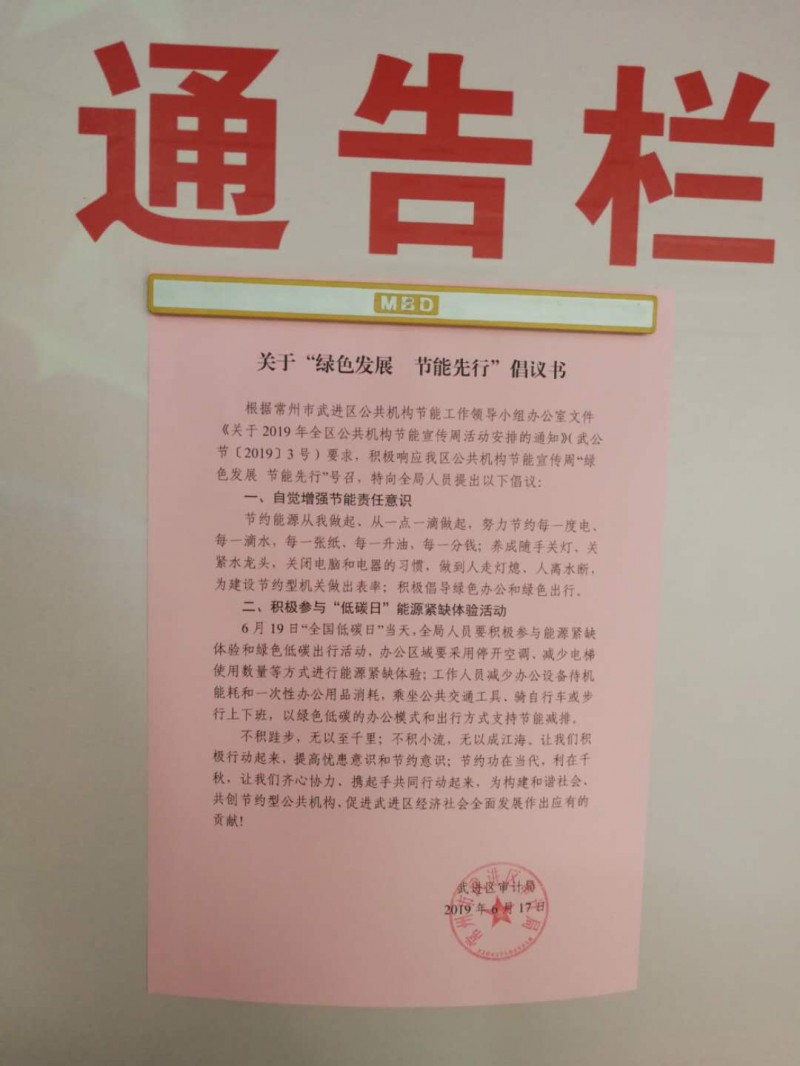 通告栏
MBD
关于“绿色发展 节能先行”倡议书
根据常州市武进区公共机构节能工作领导小组办公室文件
《关于2019年全区公共机构节能宣传周活动安排的通知》（武公
节〔2019〕3号）要求，积极响应我区公共机构节能宣传周“绿
色发展 节能先行”号召，特向全局人员提出以下倡议：
一、自觉增强节能责任意识
节约能源从我做起、从一点一滴做起，努力节约每一度电、
每一滴水，每一张纸、每一升油，每一分钱；养成随手关灯、关
紧水龙头，关闭电脑和电器的习惯，做到人走灯熄、人离水断，
为建设节约型机关做出表率；积极倡导绿色办公和绿色出行。
二、积极参与“低碳日”能源紧缺体验活动
6月19日“全国低碳日”当天，全局人员要积极参与能源紧缺
体验和绿色低碳出行活动，办公区域要采用停开空调，减少电梯
使用数量等方式进行能源紧缺体验；工作人员减少办公设备待机
能耗和一次性办公用品消耗，乘坐公共交通工具、骑自行车或步
行上下班，以绿色低碳的办公模式和出行方式支持节能减排。
不积跬步，无以至千里；不积小流，无以成江海。让我们积
极行动起来，提高忧患意识和节约意识；节约功在当代，利在千
秋，让我们齐心协力、携起手共同行动起来，为构建和谐社会、
共创节约型公共机构、促进武进区经济社会全面发展作出应有的
贡献！
武进区审计局
2019年6月17日
常州市武进区审计局